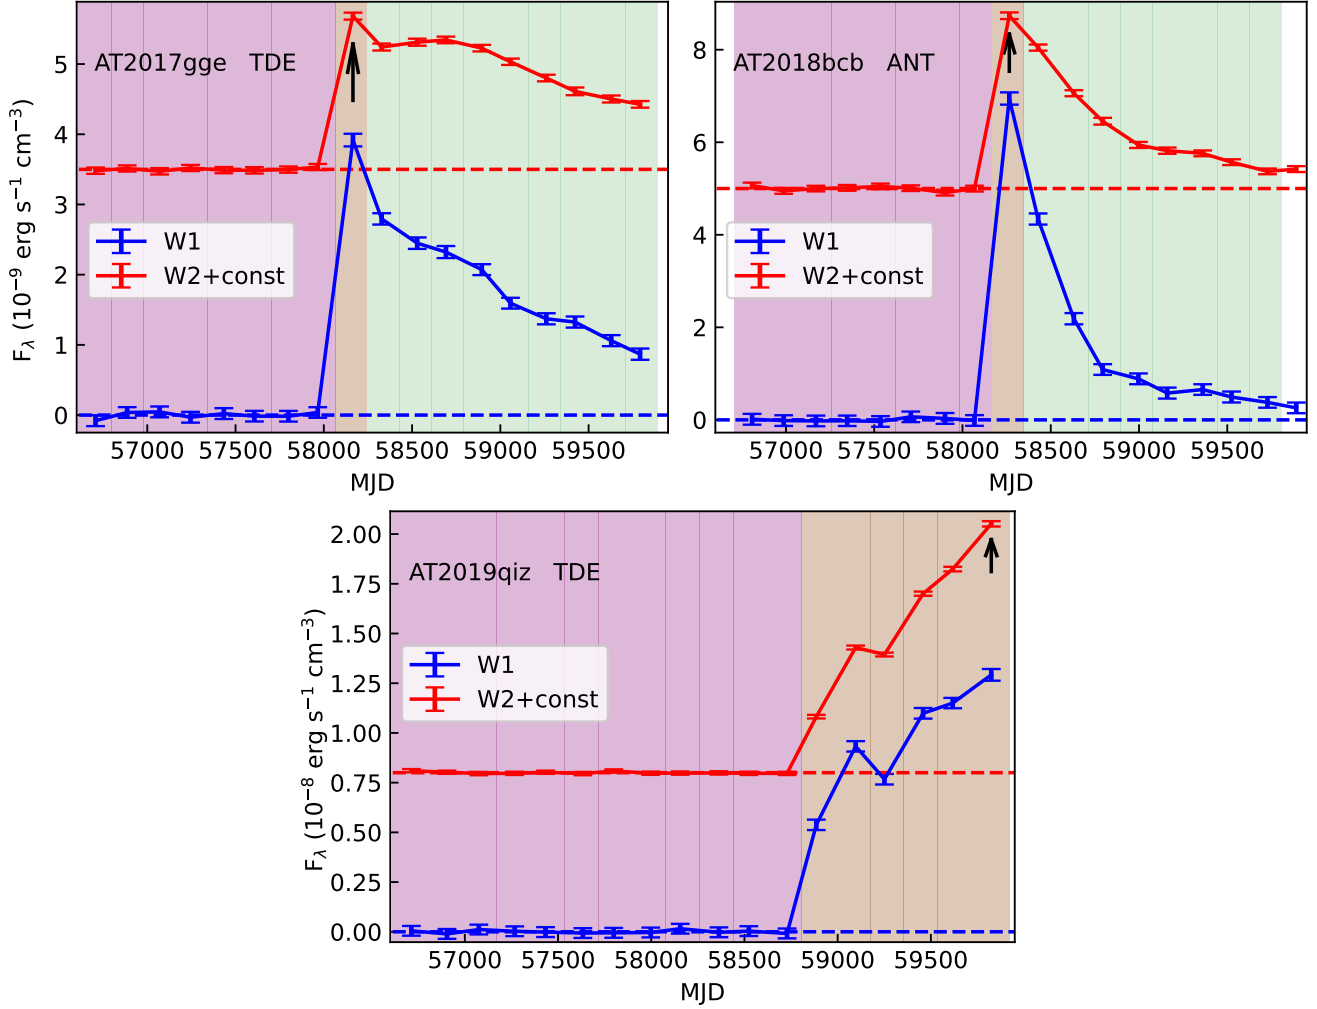 AT2017gge TDE
W1
W2+const
F_λ (10^−9 erg s^−1 cm^−3)
0
1
2
3
4
5
57000 57500 58000 58500 59000 59500
MJD
AT2018bcb ANT
W1
W2+const
0
2
4
6
8
57000 57500 58000 58500 59000 59500
MJD
AT2019qiz TDE
W1
W2+const
F_λ (10^−8 erg s^−1 cm^−3)
0.00
0.25
0.50
0.75
1.00
1.25
1.50
1.75
2.00
57000 57500 58000 58500 59000 59500
MJD